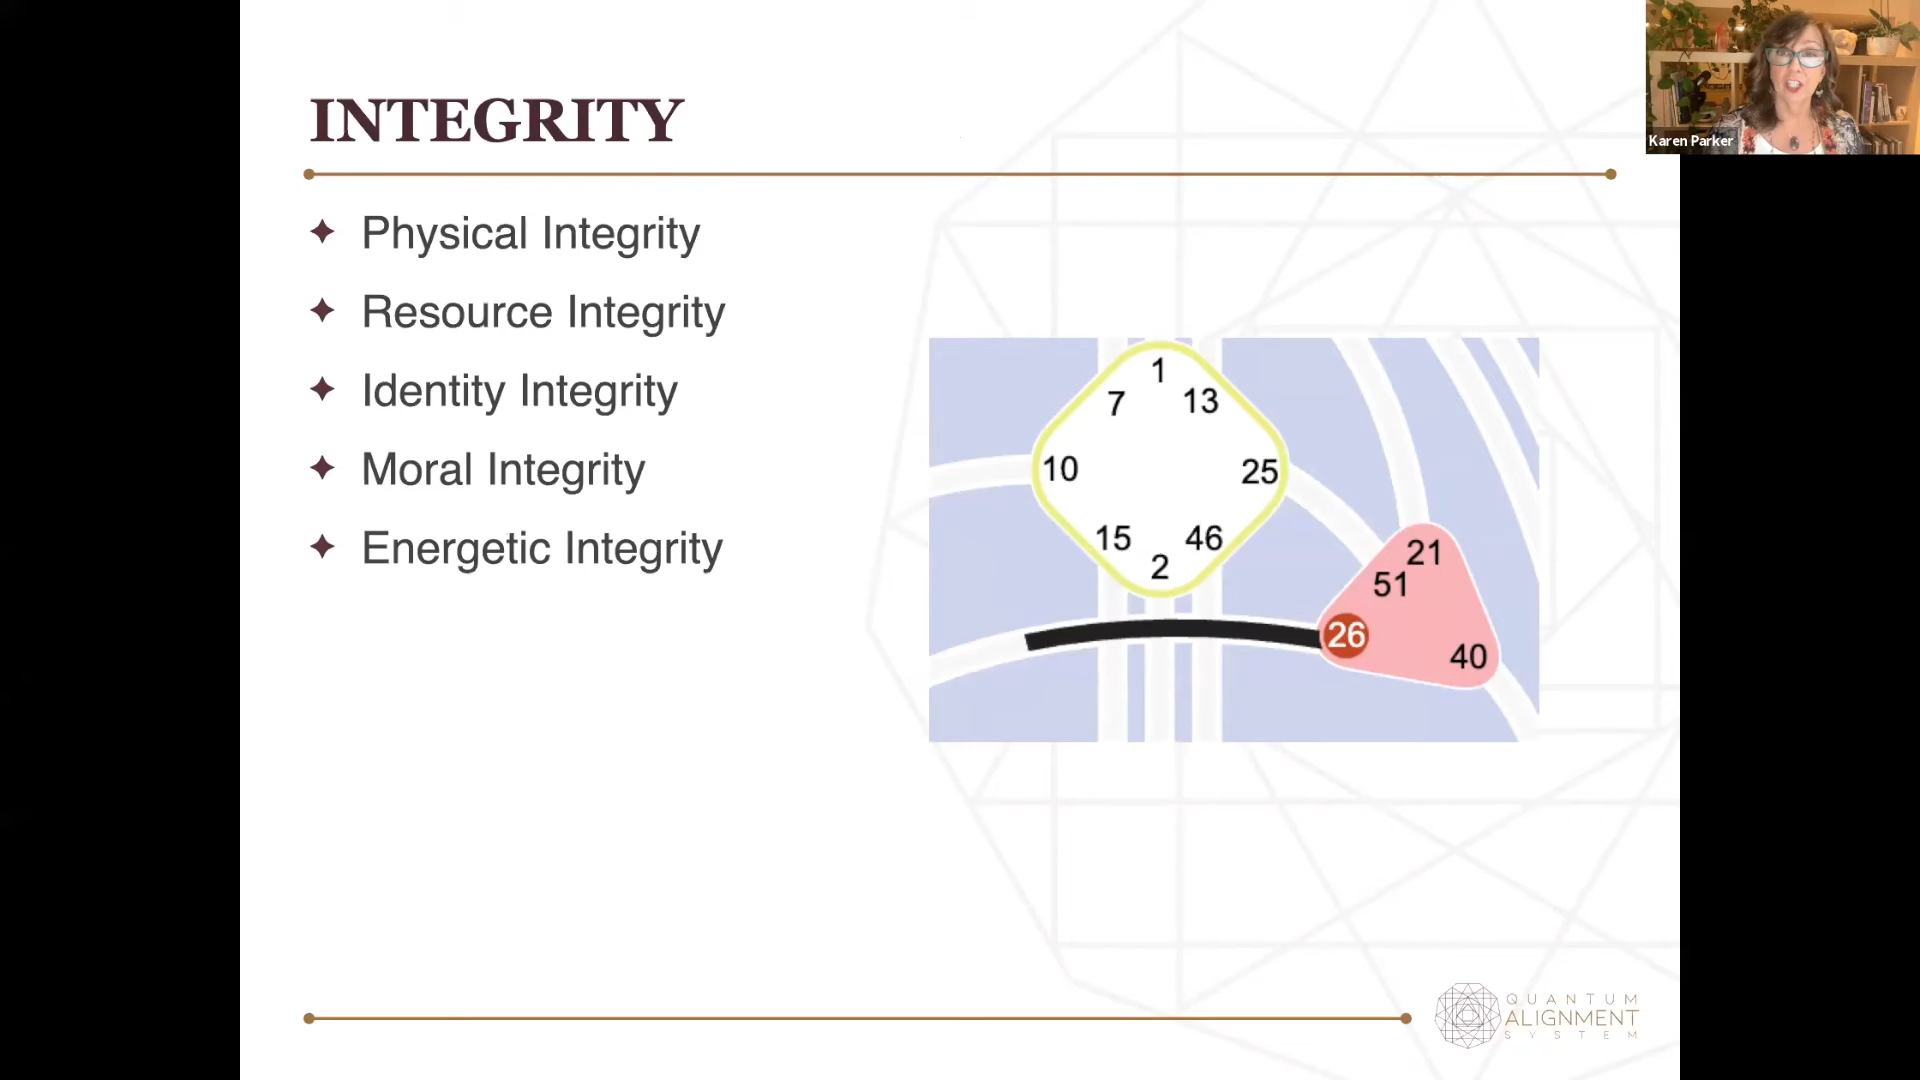 INTEGRITY
Karen Parker
Physical Integrity
Resource Integrity
Identity Integrity
Moral Integrity
Energetic Integrity
1
7
13
10
25
15
46
2
21
51
26
40
QUANTUM
ALIGNMENT
SYSTEM